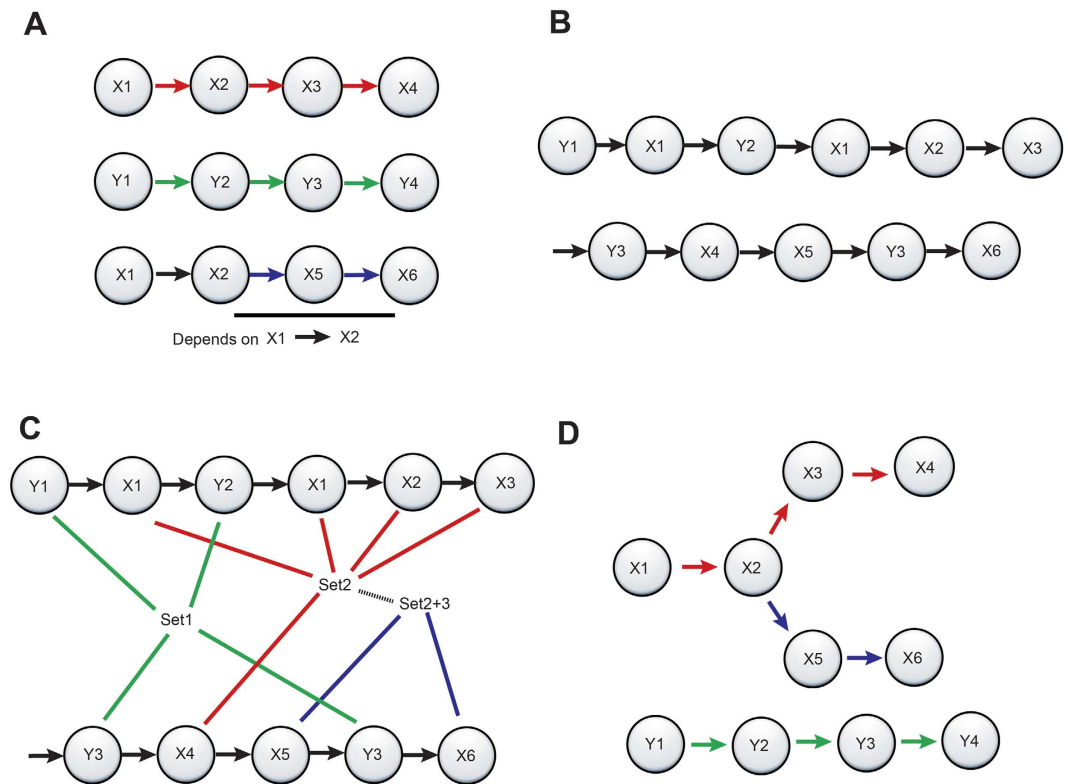 A
X1 X2 X3 X4
Y1 Y2 Y3 Y4
X1 X2 X5 X6
Depends on X1 X2
B
Y1 X1 Y2 X1 X2 X3
Y3 X4 X5 Y3 X6
C
Y1 X1 Y2 X1 X2 X3
Set2
Set2+3
Set1
Y3 X4 X5 Y3 X6
D
X3 X4
X1 X2
X5 X6
Y1 Y2 Y3 Y4